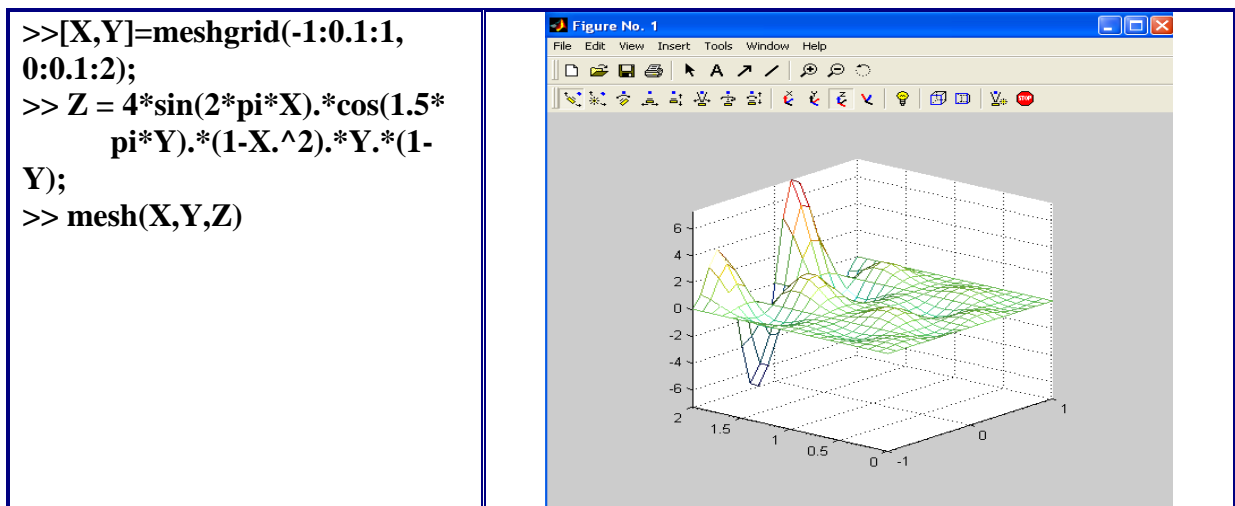 >>[X,Y]=meshgrid(-1:0.1:1,
0:0.1:2);
>> Z = 4*sin(2*pi*X).*cos(1.5*
pi*Y).*(1-X.^2).*Y.*(1-
Y);
>> mesh(X,Y,Z)
Figure No. 1
File Edit View Insert Tools Window Help
A
STOP
6
4
2
0
-2
-4
-6
2
1.5
1
0.5
0
-1
0
1